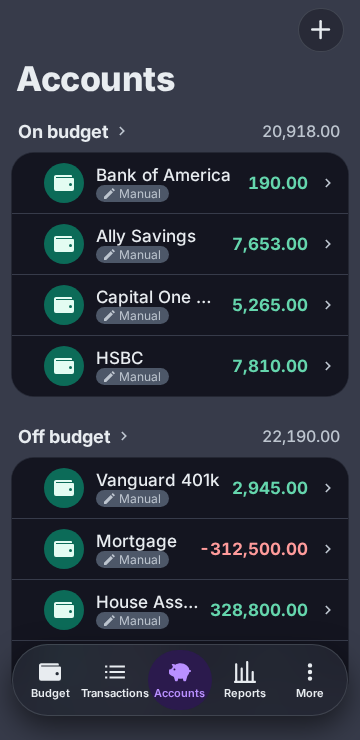 Accounts
On budget
20,918.00
Bank of America
190.00
Manual
Ally Savings
7,653.00
Manual
Capital One ...
5,265.00
Manual
HSBC
7,810.00
Manual
Off budget
22,190.00
Vanguard 401k
2,945.00
Manual
Mortgage
-312,500.00
Manual
House Ass...
328,800.00
Manual
Budget
Transactions
Accounts
Reports
More